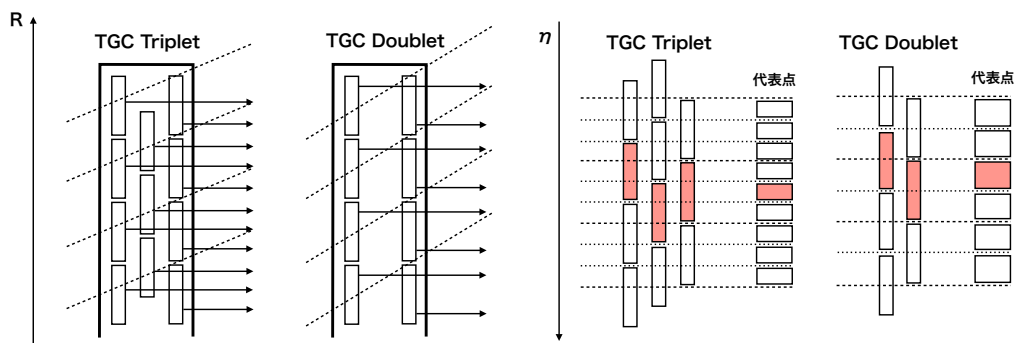 R
TGC Triplet
TGC Doublet
η
TGC Triplet
代表点
TGC Doublet
代表点